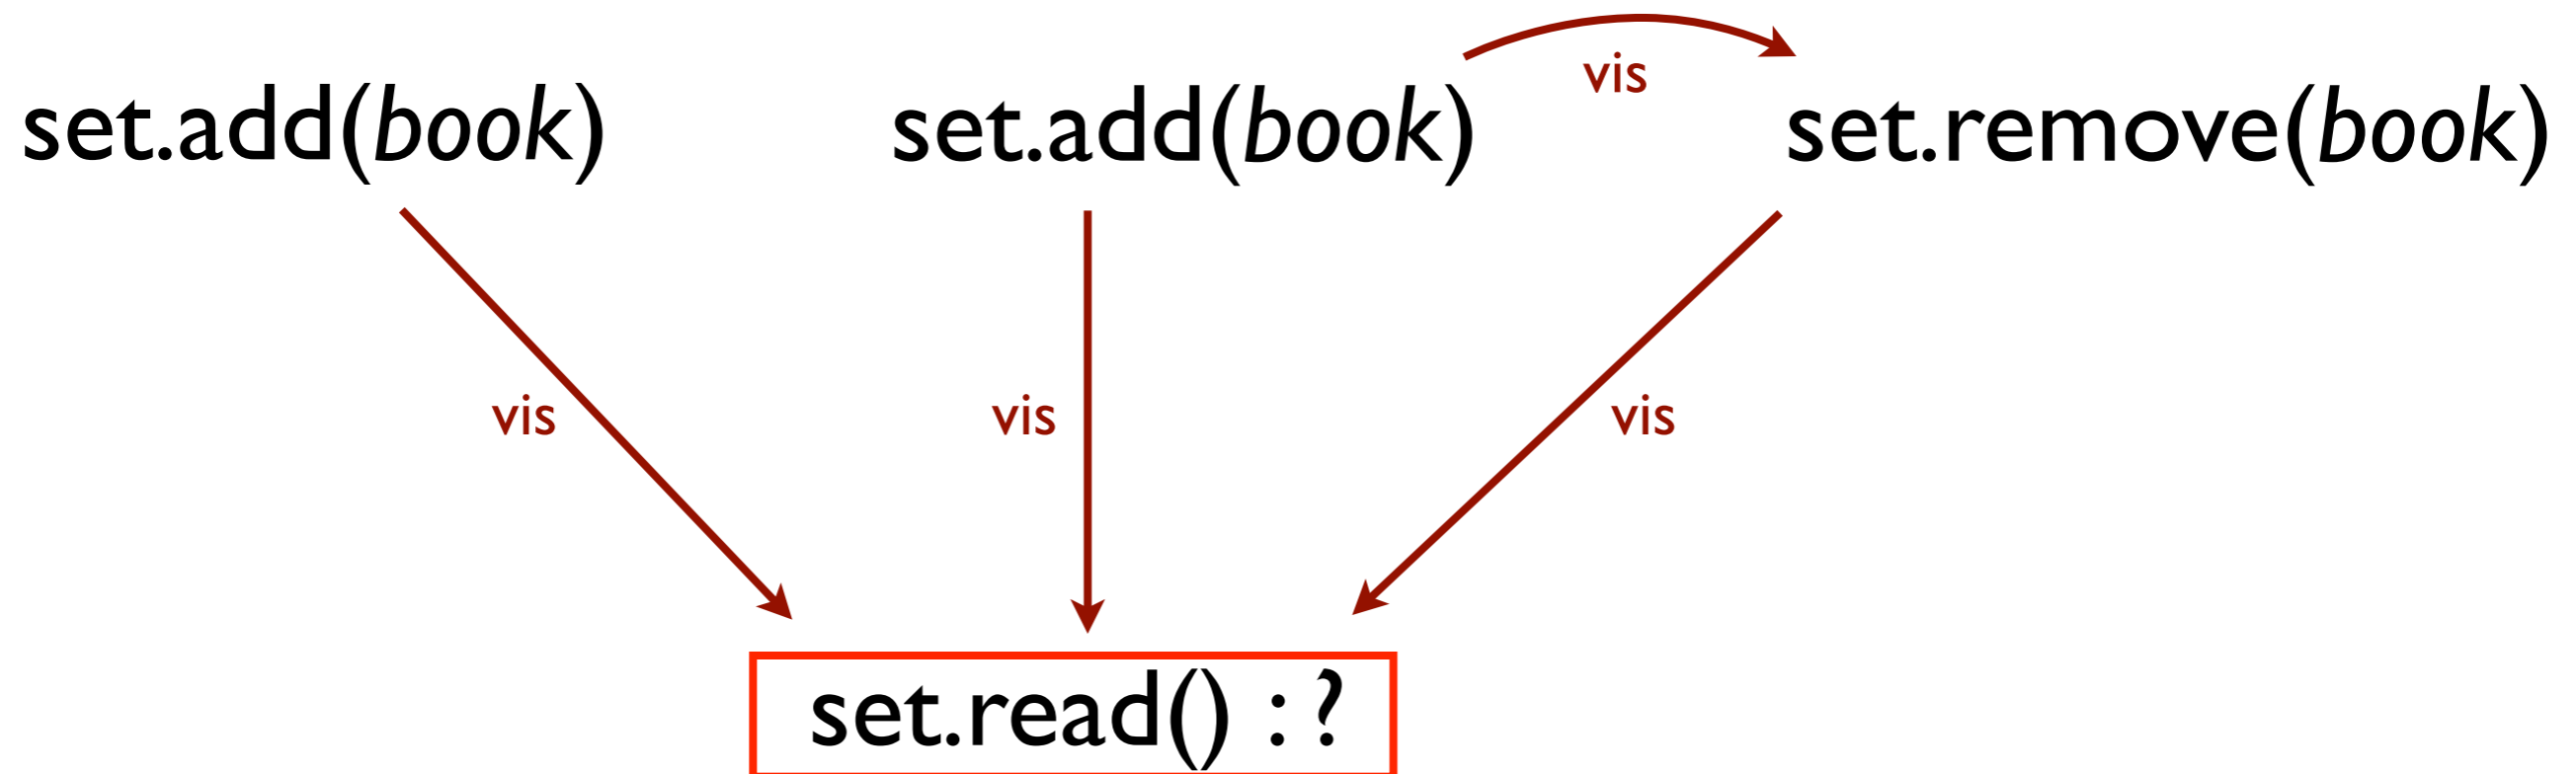 vis
set.add(book) set.add(book) set.remove(book)
vis vis vis
set.read() : ?